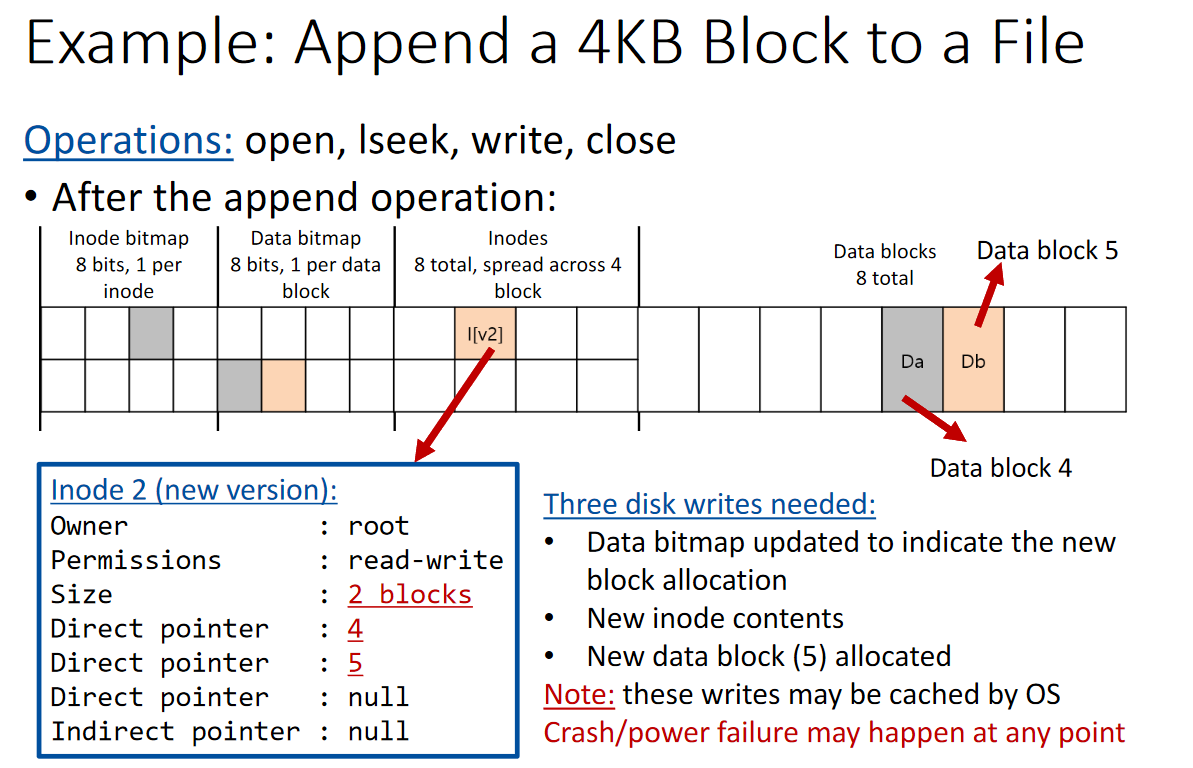 Example: Append a 4KB Block to a File
Operations: open, lseek, write, close
• After the append operation:
Inode bitmap
8 bits, 1 per
inode
Data bitmap
8 bits, 1 per data
block
Inodes
8 total, spread across 4
block
Data blocks
8 total
Data block 5
I[v2]
Da
Db
Data block 4
Inode 2 (new version):
Owner : root
Permissions : read-write
Size : 2 blocks
Direct pointer : 4
Direct pointer : 5
Direct pointer : null
Indirect pointer : null
Three disk writes needed:
• Data bitmap updated to indicate the new
block allocation
• New inode contents
• New data block (5) allocated
Note: these writes may be cached by OS
Crash/power failure may happen at any point